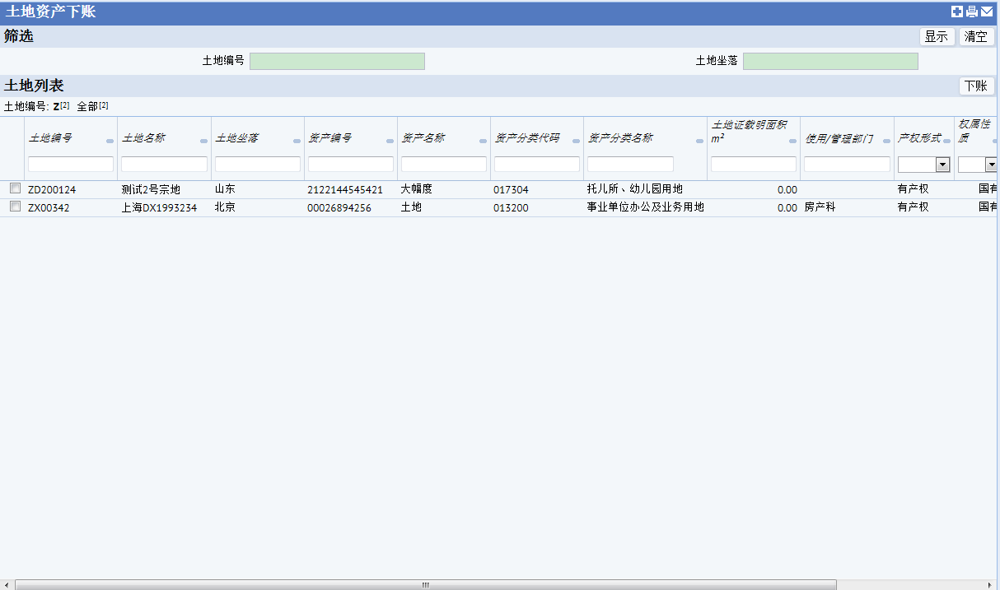 土地资产下账
筛选 显示 清空
土地编号 土地坐落
土地列表 下账
土地编号: Z[2] 全部[2]
土地编号 土地名称 土地坐落 资产编号 资产名称 资产分类代码 资产分类名称 土地证载明面积 m² 使用/管理部门 产权形式 权属性质
ZD200124 测试2号宗地 山东 2122144545421 大幅度 017304 托儿所、幼儿园用地 0.00 有产权 国有
ZX00342 上海DX1993234 北京 00026894256 土地 013200 事业单位办公及业务用地 0.00 房产科 有产权 国有